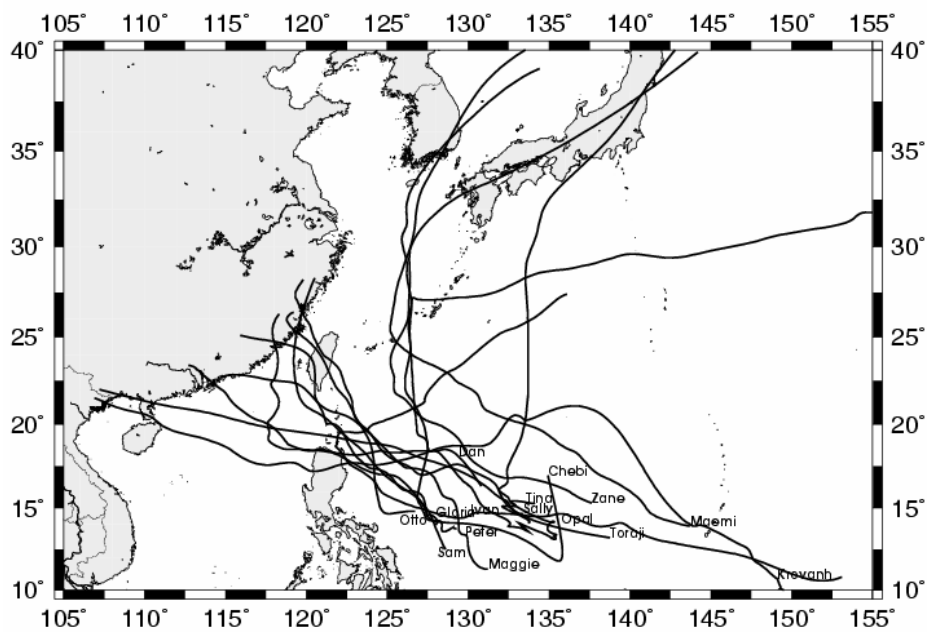 105° 110° 115° 120° 125° 130° 135° 140° 145° 150° 155°
40° 40°
35° 35°
30° 30°
25° 25°
20° 20°
Dan
Chebi
Tina Zane
Sally
Gloria Ivan
Otto Opal Maemi
Peter Toraji
15° 15°
Sam
Maggie
Krovanh
10° 10°
105° 110° 115° 120° 125° 130° 135° 140° 145° 150° 155°